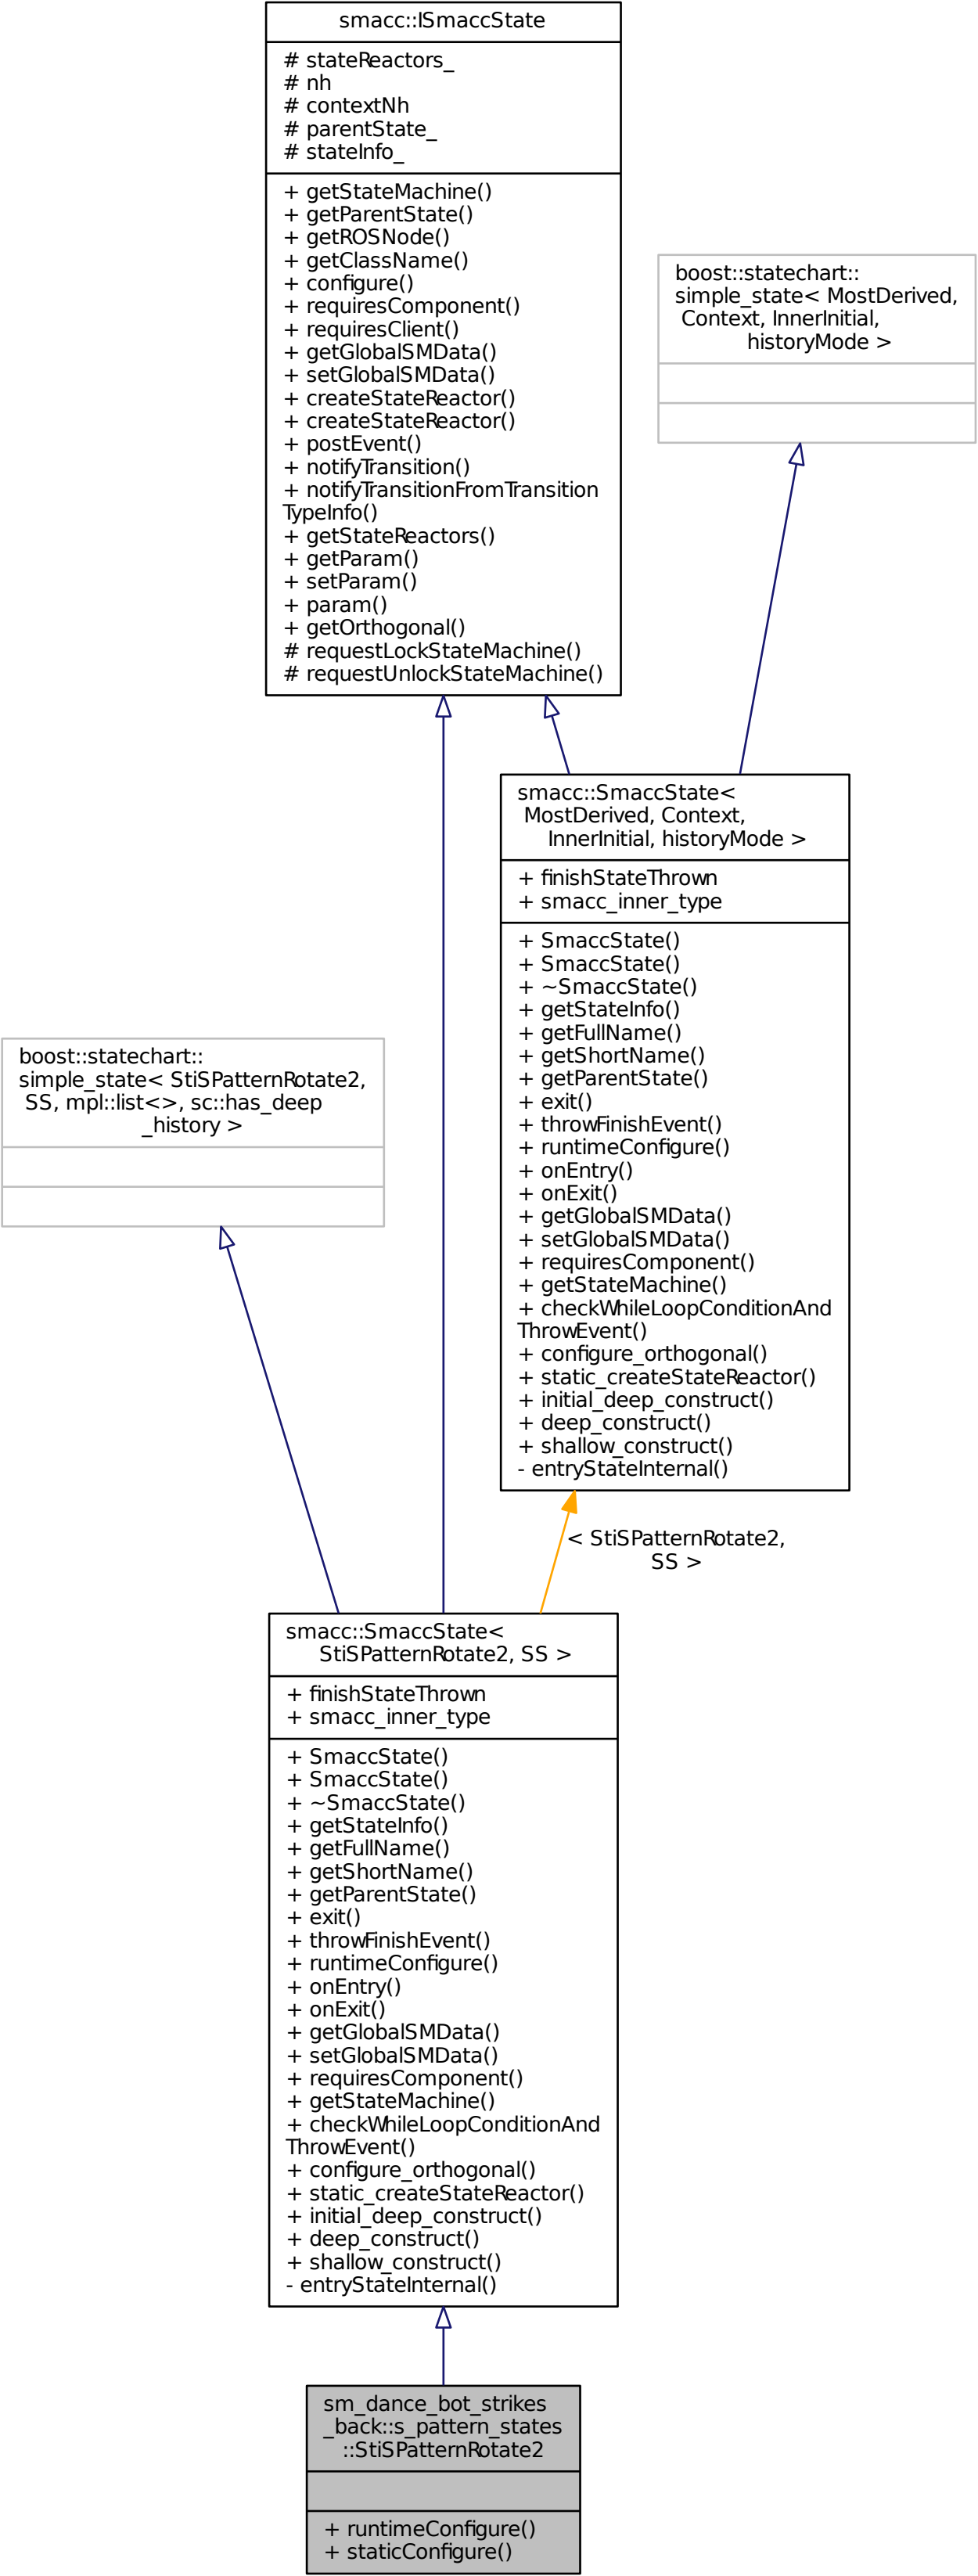 smacc::ISmaccState
# stateReactors_
# nh
# contextNh
# parentState_
# stateInfo_
+ getStateMachine()
+ getParentState()
+ getROSNode()
+ getClassName()
+ configure()
+ requiresComponent()
+ requiresClient()
+ getGlobalSMData()
+ setGlobalSMData()
+ createStateReactor()
+ createStateReactor()
+ postEvent()
+ notifyTransition()
+ notifyTransitionFromTransition
TypeInfo()
+ getStateReactors()
+ getParam()
+ setParam()
+ param()
+ getOrthogonal()
# requestLockStateMachine()
# requestUnlockStateMachine()
boost::statechart::
simple_state< MostDerived,
Context, InnerInitial,
historyMode >
smacc::SmaccState<
MostDerived, Context,
InnerInitial, historyMode >
+ finishStateThrown
+ smacc_inner_type
+ SmaccState()
+ SmaccState()
+ ~SmaccState()
+ getStateInfo()
+ getFullName()
+ getShortName()
+ getParentState()
+ exit()
+ throwFinishEvent()
+ runtimeConfigure()
+ onEntry()
+ onExit()
+ getGlobalSMData()
+ setGlobalSMData()
+ requiresComponent()
+ getStateMachine()
+ checkWhileLoopConditionAnd
ThrowEvent()
+ configure_orthogonal()
+ static_createStateReactor()
+ initial_deep_construct()
+ deep_construct()
+ shallow_construct()
- entryStateInternal()
boost::statechart::
simple_state< StiSPatternRotate2,
SS, mpl::list<>, sc::has_deep
_history >
< StiSPatternRotate2,
SS >
smacc::SmaccState<
StiSPatternRotate2, SS >
+ finishStateThrown
+ smacc_inner_type
+ SmaccState()
+ SmaccState()
+ ~SmaccState()
+ getStateInfo()
+ getFullName()
+ getShortName()
+ getParentState()
+ exit()
+ throwFinishEvent()
+ runtimeConfigure()
+ onEntry()
+ onExit()
+ getGlobalSMData()
+ setGlobalSMData()
+ requiresComponent()
+ getStateMachine()
+ checkWhileLoopConditionAnd
ThrowEvent()
+ configure_orthogonal()
+ static_createStateReactor()
+ initial_deep_construct()
+ deep_construct()
+ shallow_construct()
- entryStateInternal()
sm_dance_bot_strikes
_back::s_pattern_states
::StiSPatternRotate2
+ runtimeConfigure()
+ staticConfigure()